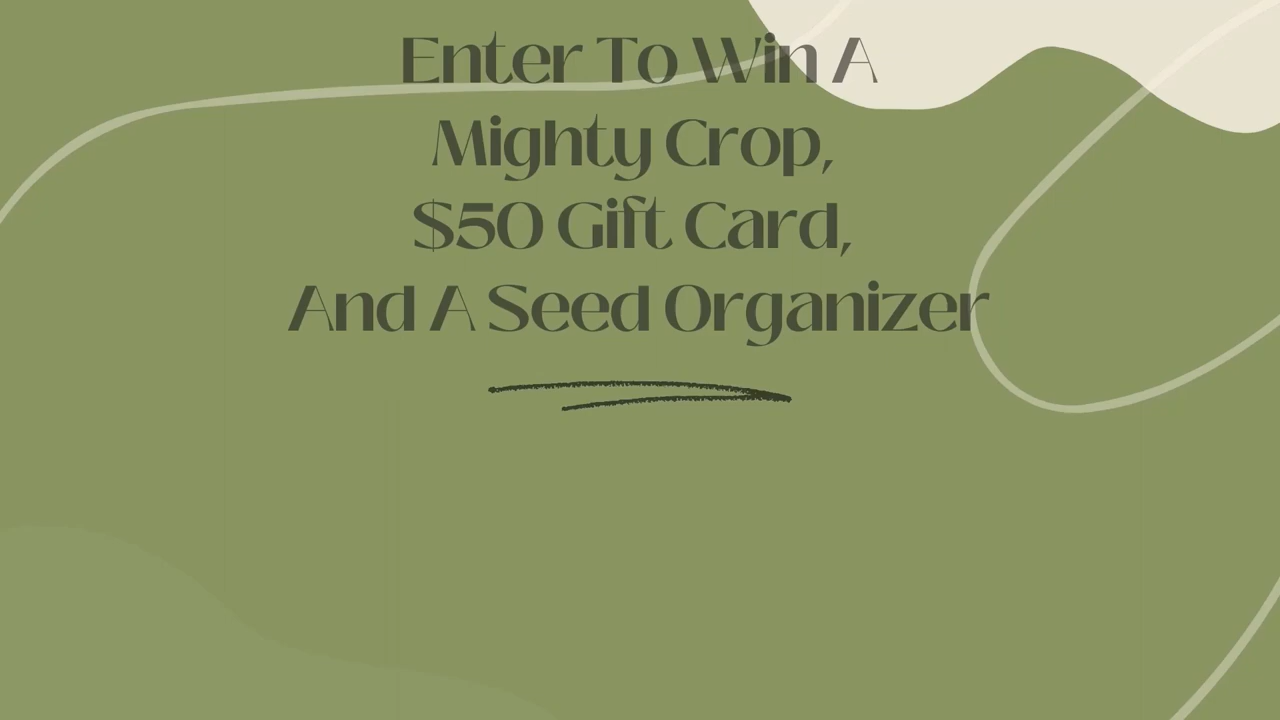 Enter To Win A
Mighty Crop,
$50 Gift Card,
And A Seed Organizer